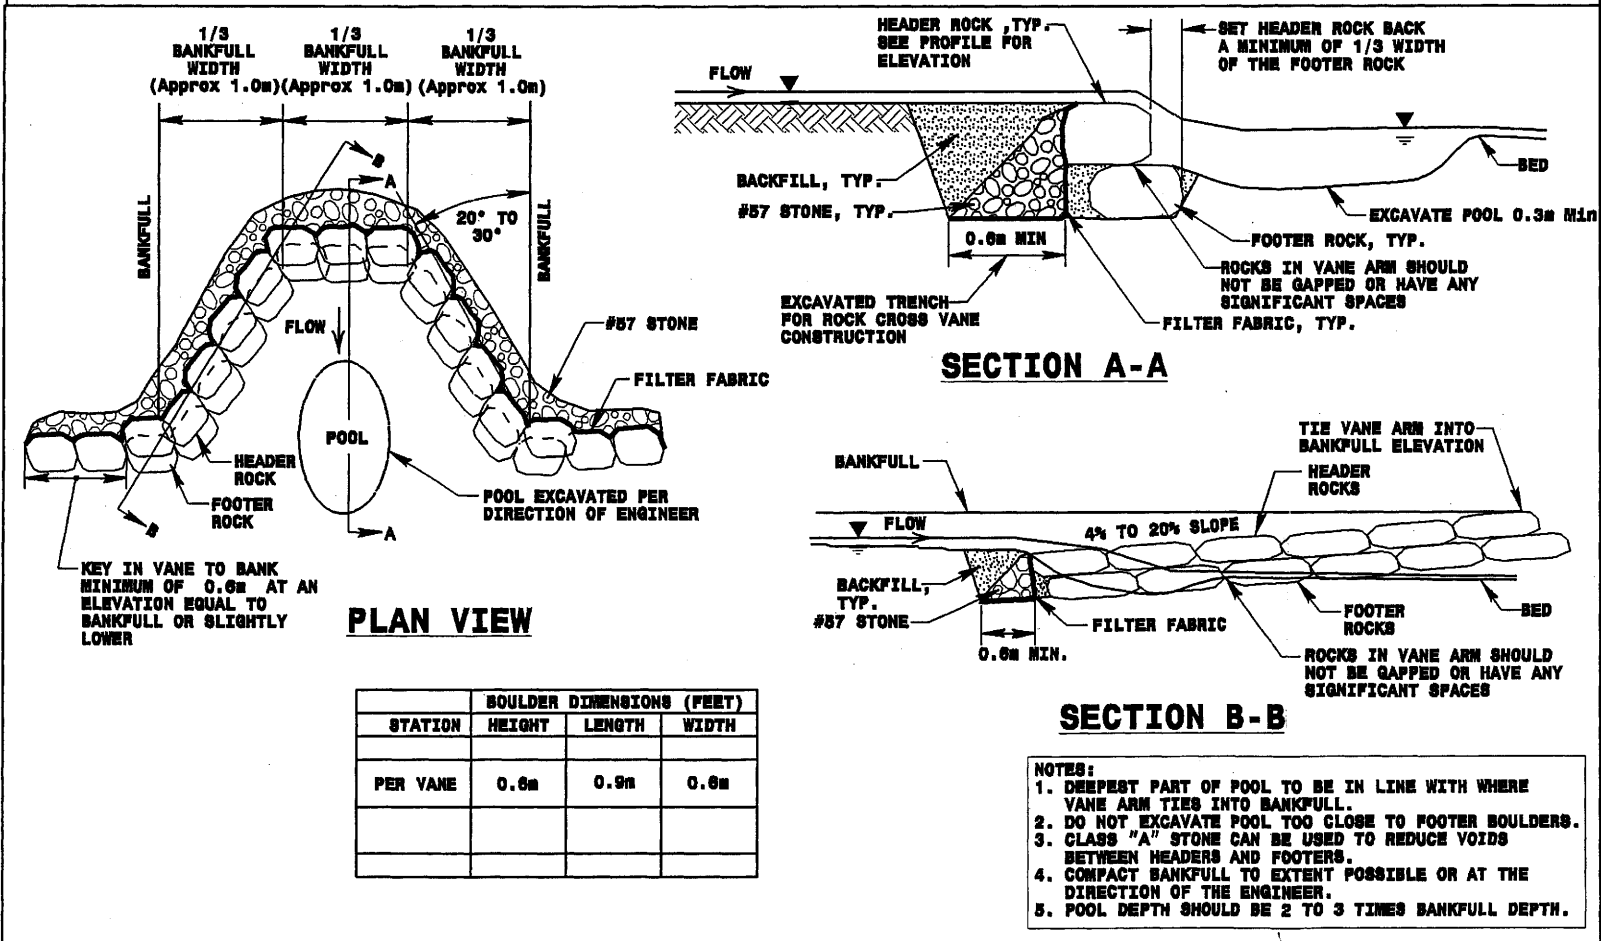 1/3
BANKFULL
WIDTH
(Approx 1.0m)
1/3
BANKFULL
WIDTH
(Approx 1.0m)
1/3
BANKFULL
WIDTH
(Approx 1.0m)
B
A
20° TO
30°
BANKFULL
BANKFULL
FLOW
#57 STONE
FILTER FABRIC
POOL
HEADER
ROCK
FOOTER
ROCK
POOL EXCAVATED PER
DIRECTION OF ENGINEER
B
A
KEY IN VANE TO BANK
MINIMUM OF 0.6m AT AN
ELEVATION EQUAL TO
BANKFULL OR SLIGHTLY
LOWER
PLAN VIEW
HEADER ROCK ,TYP.
SEE PROFILE FOR
ELEVATION
SET HEADER ROCK BACK
A MINIMUM OF 1/3 WIDTH
OF THE FOOTER ROCK
FLOW
BACKFILL, TYP.
#57 STONE, TYP.
BED
EXCAVATE POOL 0.3m Min
0.6m MIN
FOOTER ROCK, TYP.
ROCKS IN VANE ARM SHOULD
NOT BE GAPPED OR HAVE ANY
SIGNIFICANT SPACES
EXCAVATED TRENCH
FOR ROCK CROSS VANE
CONSTRUCTION
FILTER FABRIC, TYP.
SECTION A-A
TIE VANE ARM INTO
BANKFULL ELEVATION
BANKFULL
HEADER
ROCKS
FLOW
4% TO 20% SLOPE
BACKFILL,
TYP.
#57 STONE
FILTER FABRIC
FOOTER
ROCKS
BED
0.6m MIN.
ROCKS IN VANE ARM SHOULD
NOT BE GAPPED OR HAVE ANY
SIGNIFICANT SPACES
SECTION B-B
BOULDER DIMENSIONS (FEET)
STATION HEIGHT LENGTH WIDTH
PER VANE 0.6m 0.9m 0.6m
NOTES:
1. DEEPEST PART OF POOL TO BE IN LINE WITH WHERE
VANE ARM TIES INTO BANKFULL.
2. DO NOT EXCAVATE POOL TOO CLOSE TO FOOTER BOULDERS.
3. CLASS "A" STONE CAN BE USED TO REDUCE VOIDS
BETWEEN HEADERS AND FOOTERS.
4. COMPACT BANKFULL TO EXTENT POSSIBLE OR AT THE
DIRECTION OF THE ENGINEER.
5. POOL DEPTH SHOULD BE 2 TO 3 TIMES BANKFULL DEPTH.